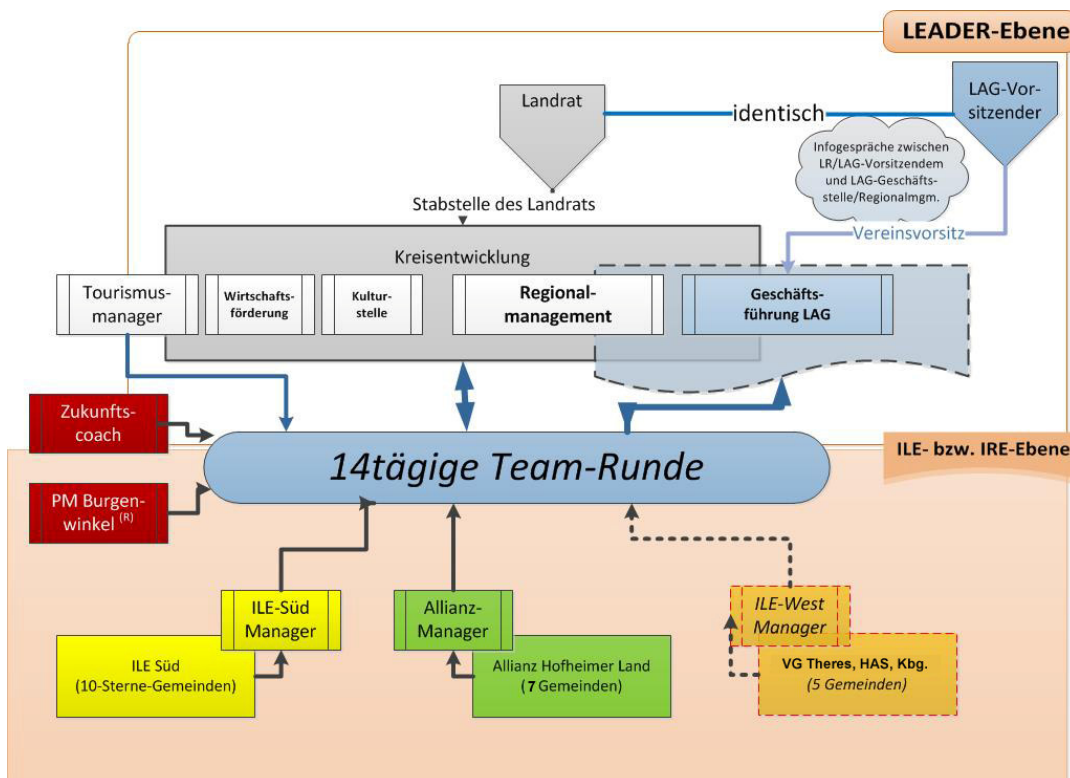 LEADER-Ebene
Landrat
identisch
LAG-Vor-
sitzender
Infogespräche zwischen
LR/LAG-Vorsitzendem
und LAG-Geschäfts-
stelle/Regionalmgm.
Stabstelle des Landrats
Vereinsvorsitz
Kreisentwicklung
Tourismus-
manager
Wirtschafts-
förderung
Kultur-
stelle
Regional-
management
Geschäfts-
führung LAG
Zukunfts-
coach
14tägige Team-Runde
ILE- bzw. IRE-Ebene
PM Burgen-
winkel (R)
ILE-Süd
Manager
Allianz-
Manager
ILE-West
Manager
ILE Süd
(10-Sterne-Gemeinden)
Allianz Hofheimer Land
(7 Gemeinden)
VG Theres, HAS, Kbg.
(5 Gemeinden)